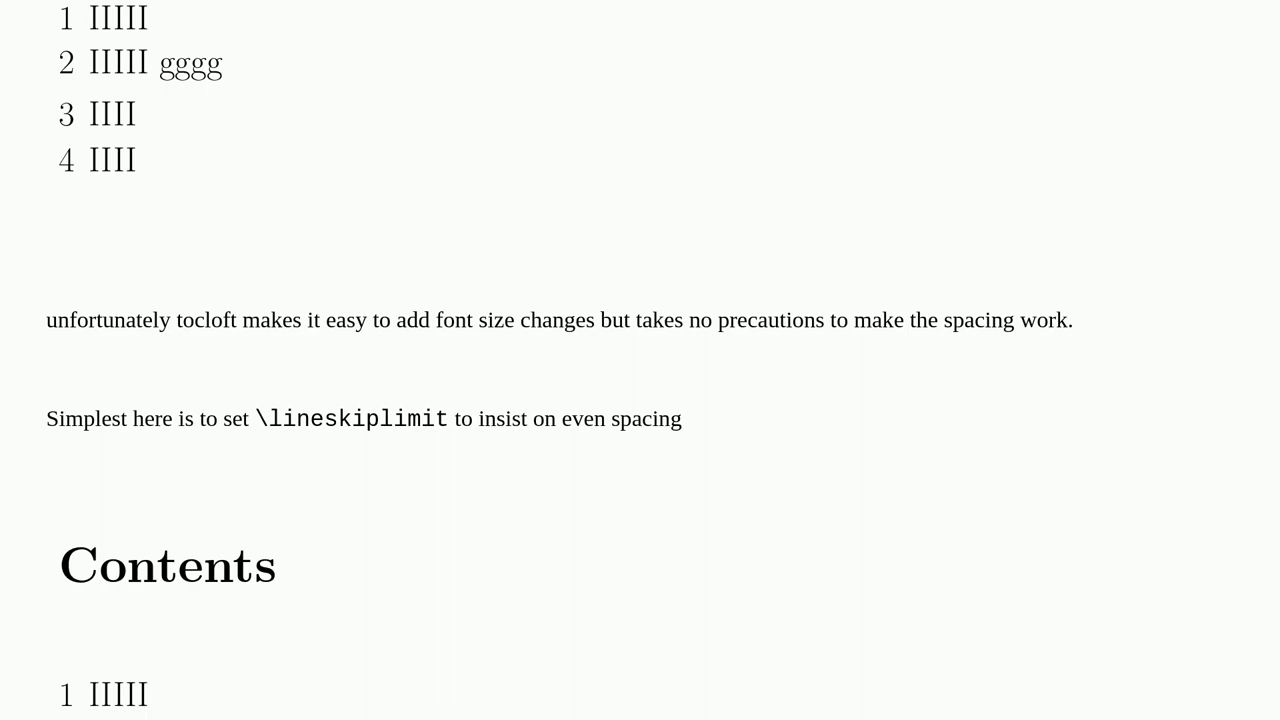 1 IIIII
2 IIIII gggg
3 IIII
4 IIII
unfortunately tocloft makes it easy to add font size changes but takes no precautions to make the spacing work.
Simplest here is to set \lineskiplimit to insist on even spacing
Contents
1 IIIII